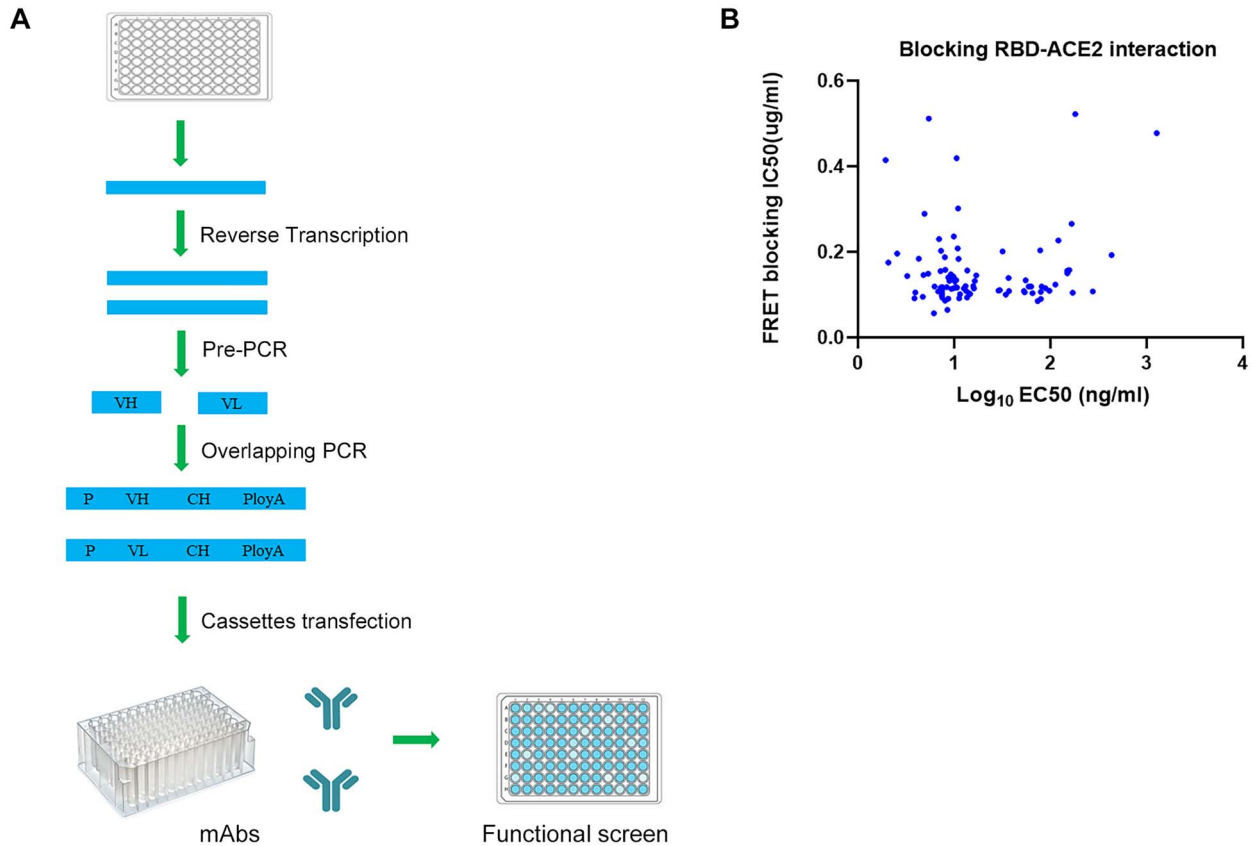 A
Reverse Transcription
Pre-PCR
VH
VL
Overlapping PCR
P VH CH PloyA
P VL CH PloyA
Cassettes transfection
mAbs
Functional screen
B
Blocking RBD-ACE2 interaction
FRET blocking IC50(ug/ml)
0.6
0.4
0.2
0.0
0 1 2 3 4
Log10 EC50 (ng/ml)